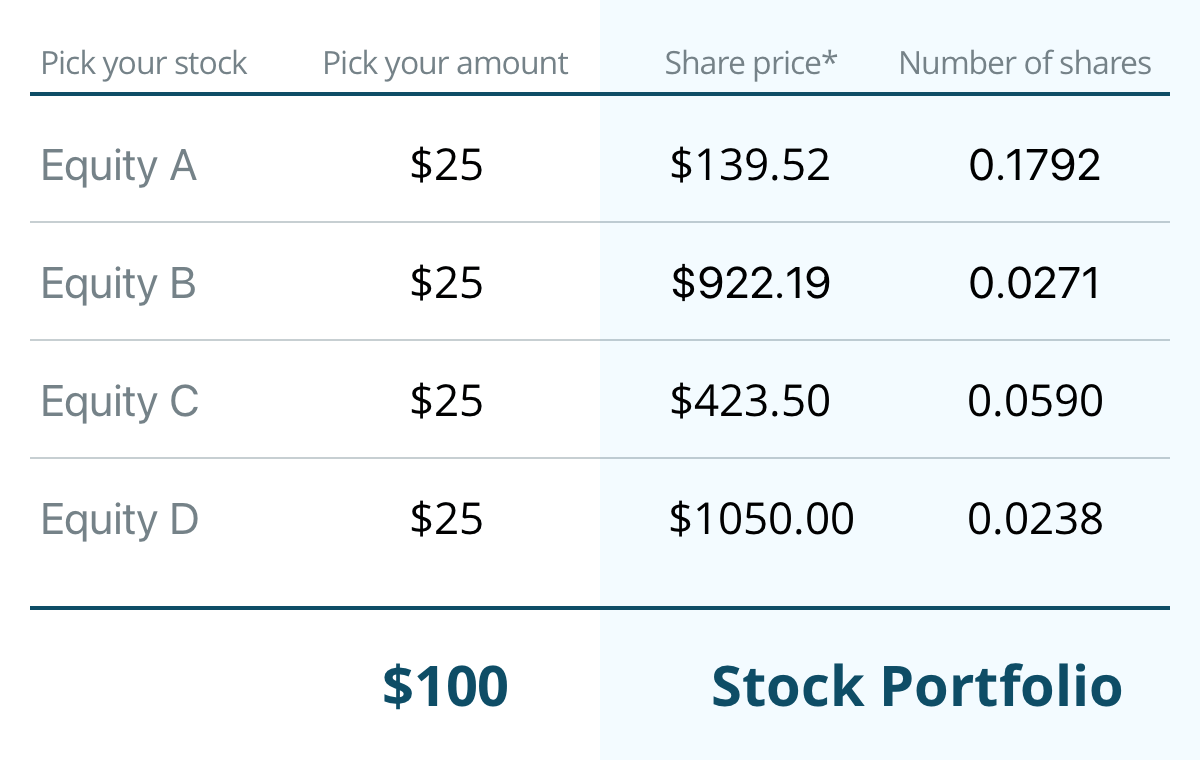 Pick your stock Pick your amount Share price* Number of shares
Equity A $25 $139.52 0.1792
Equity B $25 $922.19 0.0271
Equity C $25 $423.50 0.0590
Equity D $25 $1050.00 0.0238
$100 Stock Portfolio